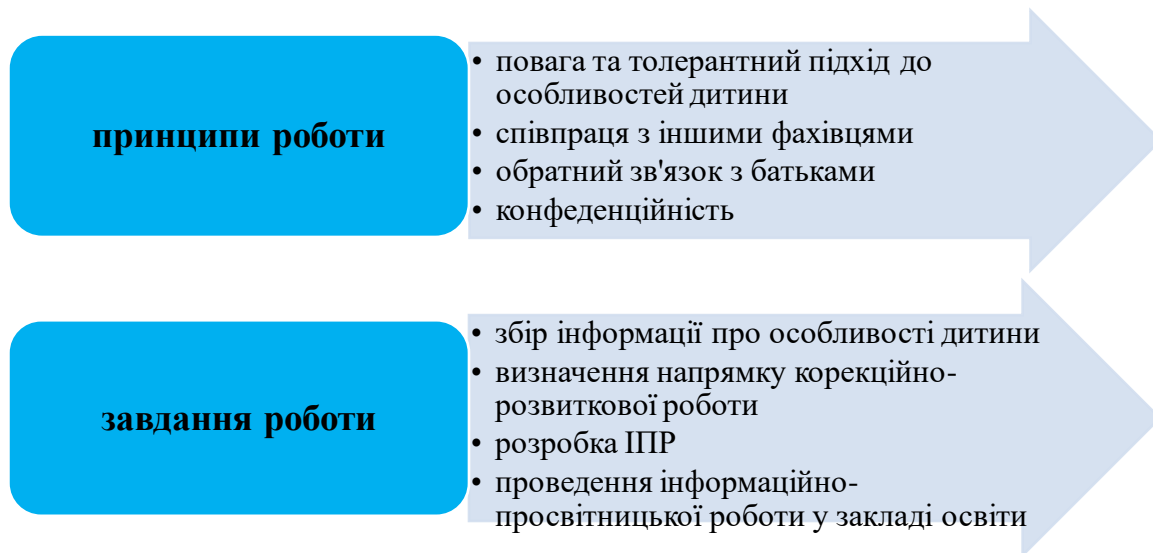 принципи роботи
• повага та толерантний підхід до
особливостей дитини
• співпраця з іншими фахівцями
• обратний зв'язок з батьками
• конфеденційність
завдання роботи
• збір інформації про особливості дитини
• визначення напрямку корекційно-
розвиткової роботи
• розробка ІПР
• проведення інформаційно-
просвітницької роботи у закладі освіти